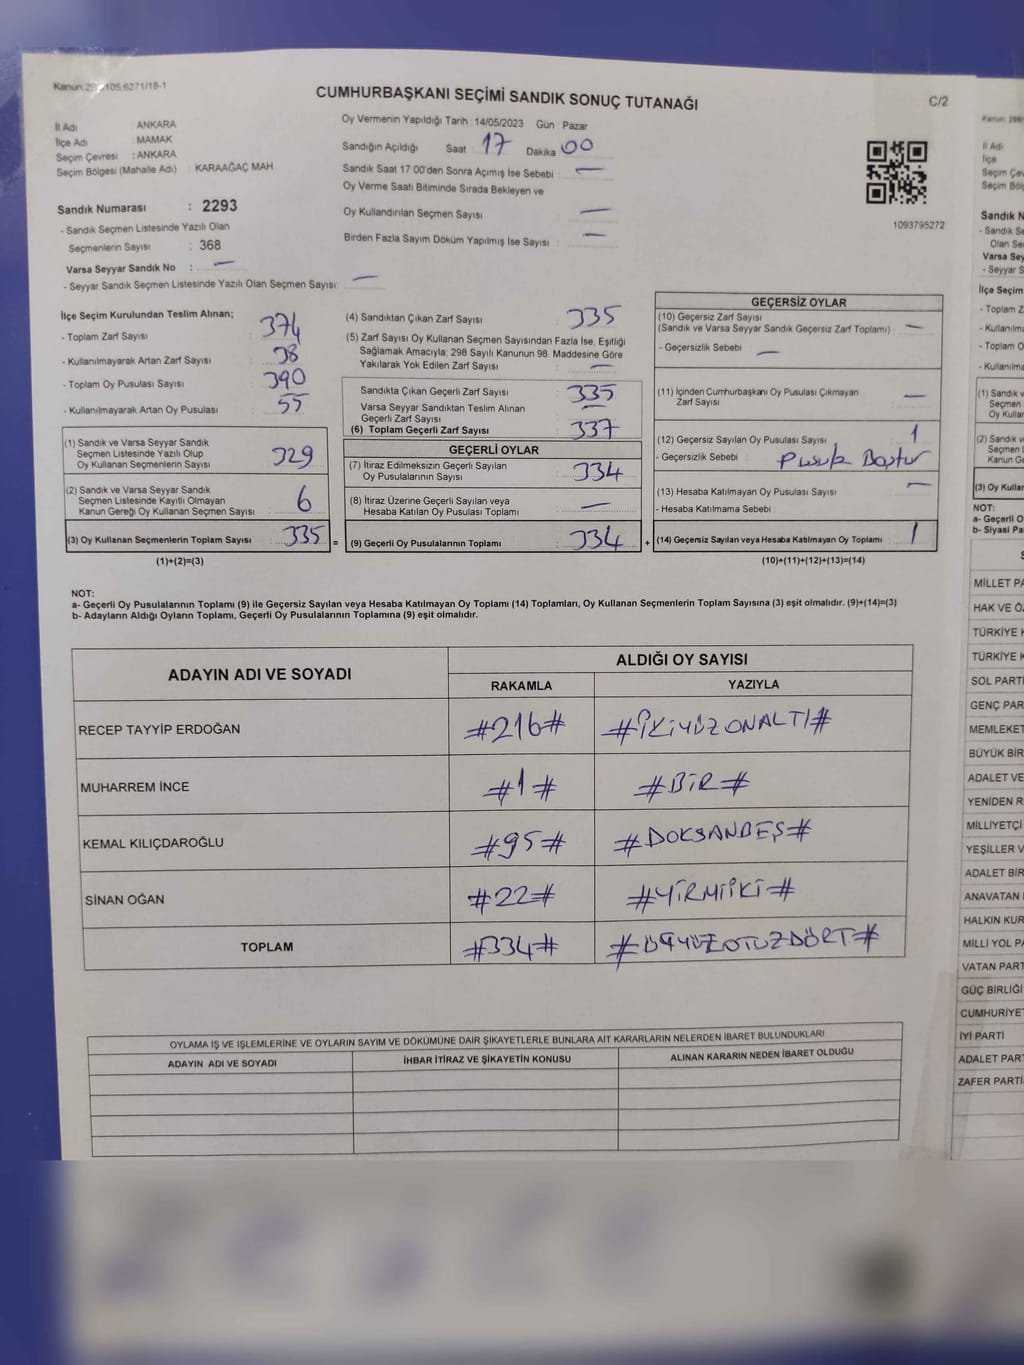 CUMHURBAŞKANI SEÇİMİ SANDIK SONUÇ TUTANAĞI
C/2
İl Adı ANKARA
İlçe Adı MAMAK
Seçim Çevresi : ANKARA
Seçim Bölgesi (Mahalle Adı) : KARAAĞAÇ MAH.
Sandık Numarası : 2293
- Sandık Seçmen Listesinde Yazılı Olan
Seçmenlerin Sayısı : 368
Varsa Seyyar Sandık No : —
- Seyyar Sandık Seçmen Listesinde Yazılı Olan Seçmen Sayısı: —
Oy Vermenin Yapıldığı Tarih :14/05/2023 Gün : Pazar
Sandığın Açıldığı Saat 17 Dakika 00
Sandık Saat 17:00'den Sonra Açımış İse Sebebi : —
Oy Verme Saati Bitiminde Sırada Bekleyen ve
Oy Kullandırılan Seçmen Sayısı —
Birden Fazla Sayım Döküm Yapılmış İse Sayısı : —
1093795272
İlçe Seçim Kurulundan Teslim Alınan;
- Toplam Zarf Sayısı : 374
- Kullanılmayarak Artan Zarf Sayısı : 38
- Toplam Oy Pusulası Sayısı : 390
- Kullanılmayarak Artan Oy Pusulası : 55
(1) Sandık ve Varsa Seyyar Sandık
Seçmen Listesinde Yazılı Olup
Oy Kullanan Seçmenlerin Sayısı 329
(2) Sandık ve Varsa Seyyar Sandık
Seçmen Listesinde Kayıtlı Olmayan
Kanun Gereği Oy Kullanan Seçmen Sayısı 6
(3) Oy Kullanan Seçmenlerin Toplam Sayısı : 335 =
(1)+(2)=(3)
(4) Sandıktan Çıkan Zarf Sayısı : 335
(5) Zarf Sayısı Oy Kullanan Seçmen Sayısından Fazla İse, Eşitliği
Sağlamak Amacıyla, 298 Sayılı Kanunun 98. Maddesine Göre
Yakılarak Yok Edilen Zarf Sayısı : —
Sandıkta Çıkan Geçerli Zarf Sayısı : 335
Varsa Seyyar Sandıktan Teslim Alınan
Geçerli Zarf Sayısı : —
(6) Toplam Geçerli Zarf Sayısı : 337
GEÇERLİ OYLAR
(7) İtiraz Edilmeksizin Geçerli Sayılan
Oy Pusulalarının Sayısı : 334
(8) İtiraz Üzerine Geçerli Sayılan veya
Hesaba Katılan Oy Pusulası Toplamı : —
(9) Geçerli Oy Pusulalarının Toplamı : 334 +
GEÇERSİZ OYLAR
(10) Geçersiz Zarf Sayısı
(Sandık ve Varsa Seyyar Sandık Geçersiz Zarf Toplamı) : —
- Geçersizlik Sebebi : —
(11) İçinden Cumhurbaşkanı Oy Pusulası Çıkmayan
Zarf Sayısı : —
(12) Geçersiz Sayılan Oy Pusulası Sayısı : 1
- Geçersizlik Sebebi :
(13) Hesaba Katılmayan Oy Pusulası Sayısı : —
- Hesaba Katılmama Sebebi :
(14) Geçersiz Sayılan veya Hesaba Katılmayan Oy Toplamı : 1
(10)+(11)+(12)+(13)=(14)
NOT:
a- Geçerli Oy Pusulalarının Toplamı (9) ile Geçersiz Sayılan veya Hesaba Katılmayan Oy Toplamı (14) Toplamları, Oy Kullanan Seçmenlerin Toplam Sayısına (3) eşit olmalıdır. (9)+(14)=(3)
b- Adayların Aldığı Oyların Toplamı, Geçerli Oy Pusulalarının Toplamına (9) eşit olmalıdır.
ADAYIN ADI VE SOYADI ALDIĞI OY SAYISI
RAKAMLA YAZIYLA
RECEP TAYYİP ERDOĞAN #216# #İKİYÜZONALTI#
MUHARREM İNCE #1# #BİR#
KEMAL KILIÇDAROĞLU #95# #DOKSANBEŞ#
SİNAN OĞAN #22# #YİRMİİKİ#
TOPLAM #334# #ÜÇYÜZOTUZDÖRT#
OYLAMA İŞ VE İŞLEMLERİNE VE OYLARIN SAYIM VE DÖKÜMÜNE DAİR ŞİKAYETLERLE BUNLARA AİT KARARLARIN NELERDEN İBARET BULUNDUKLARI
ADAYIN ADI VE SOYADI İHBAR İTİRAZ VE ŞİKAYETİN KONUSU ALINAN KARARIN NEDEN İBARET OLDUĞU
İl Adı
İlçe
Sandık N
- Sandık Se
Olan Se
Varsa Sey
- Seyyar S
İlçe Seçim
- Toplam Z
- Kullanılm
- Toplam O
- Kullanılma
(1) Sandık
Seçmen
Oy Kullan
(2) Sandık
Seçmen
Kanun G
(3) Oy Kullan
NOT:
a- Geçerli O
b- Siyasi Pa
MİLLET PA
HAK VE Ö
TÜRKİYE K
TÜRKİYE K
SOL PARTİ
GENÇ PAR
MEMLEKET
BÜYÜK BİR
ADALET VE
YENİDEN R
MİLLİYETÇİ
YEŞİLLER V
ADALET BİR
ANAVATAN
HALKIN KUR
MİLLİ YOL PA
VATAN PART
GÜÇ BİRLİĞİ
CUMHURİYET
İYİ PARTİ
ADALET PART
ZAFER PARTİ